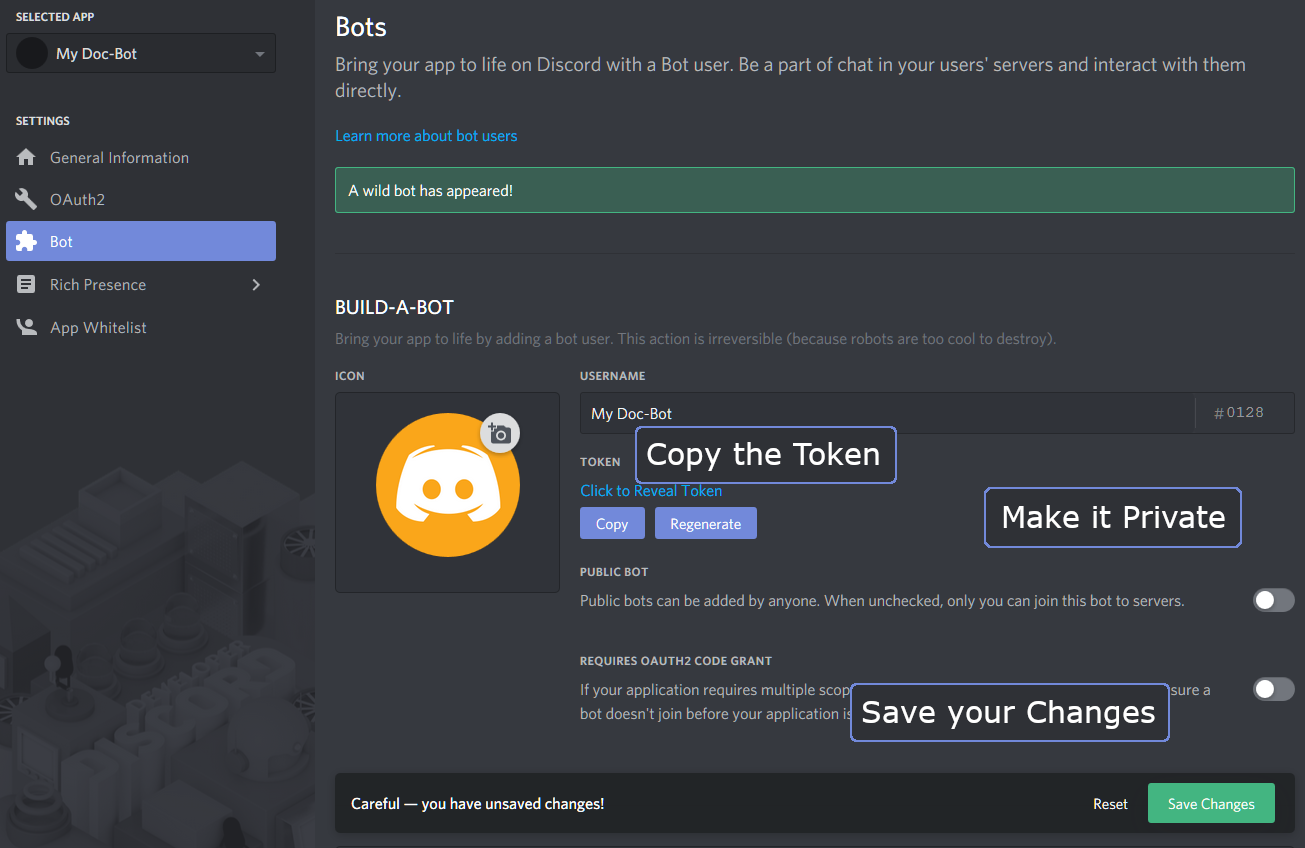 SELECTED APP
My Doc-Bot
SETTINGS
General Information
OAuth2
Bot
Rich Presence
App Whitelist
Bots
Bring your app to life on Discord with a Bot user. Be a part of chat in your users' servers and interact with them
directly.
Learn more about bot users
A wild bot has appeared!
BUILD-A-BOT
Bring your app to life by adding a bot user. This action is irreversible (because robots are too cool to destroy).
ICON
USERNAME
My Doc-Bot #0128
Copy the Token
TOKEN
Click to Reveal Token
Copy Regenerate
Make it Private
PUBLIC BOT
Public bots can be added by anyone. When unchecked, only you can join this bot to servers.
REQUIRES OAUTH2 CODE GRANT
If your application requires multiple scop sure a
bot doesn't join before your application is
Save your Changes
Careful — you have unsaved changes!
Reset
Save Changes
DISCORD